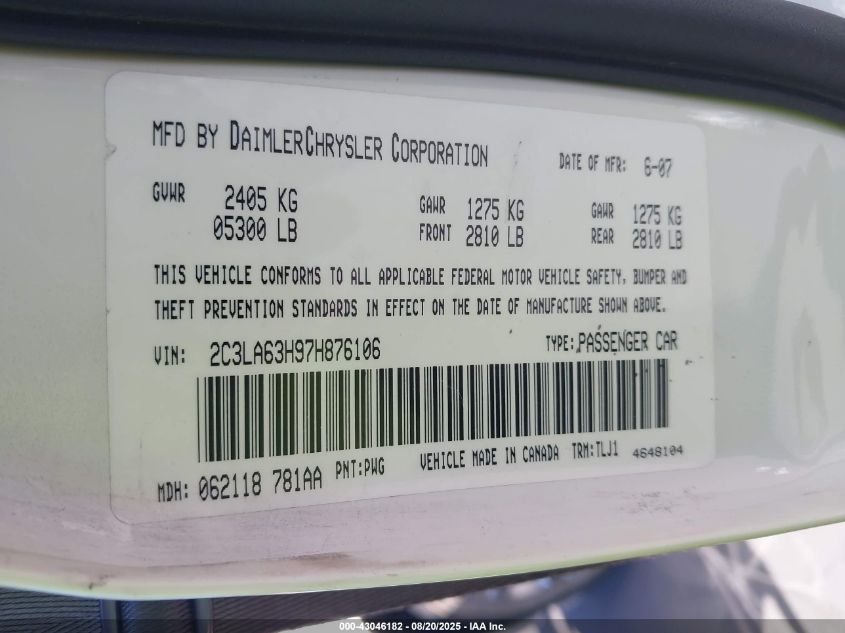 MFD BY DAIMLERCHRYSLER CORPORATION DATE OF MFR: 6-07
GVWR 2405 KG GAWR 1275 KG GAWR 1275 KG
05300 LB FRONT 2810 LB REAR 2810 LB
THIS VEHICLE CONFORMS TO ALL APPLICABLE FEDERAL MOTOR VEHICLE SAFETY, BUMPER AND
THEFT PREVENTION STANDARDS IN EFFECT ON THE DATE OF MANUFACTURE SHOWN ABOVE.
VIN: 2C3LA63H97H876106 TYPE: PASSENGER CAR
MDH: 062118 781AA PNT:PWG VEHICLE MADE IN CANADA TRM:TLJ1 4648104
000-43046182 - 08/20/2025 - IAA Inc.